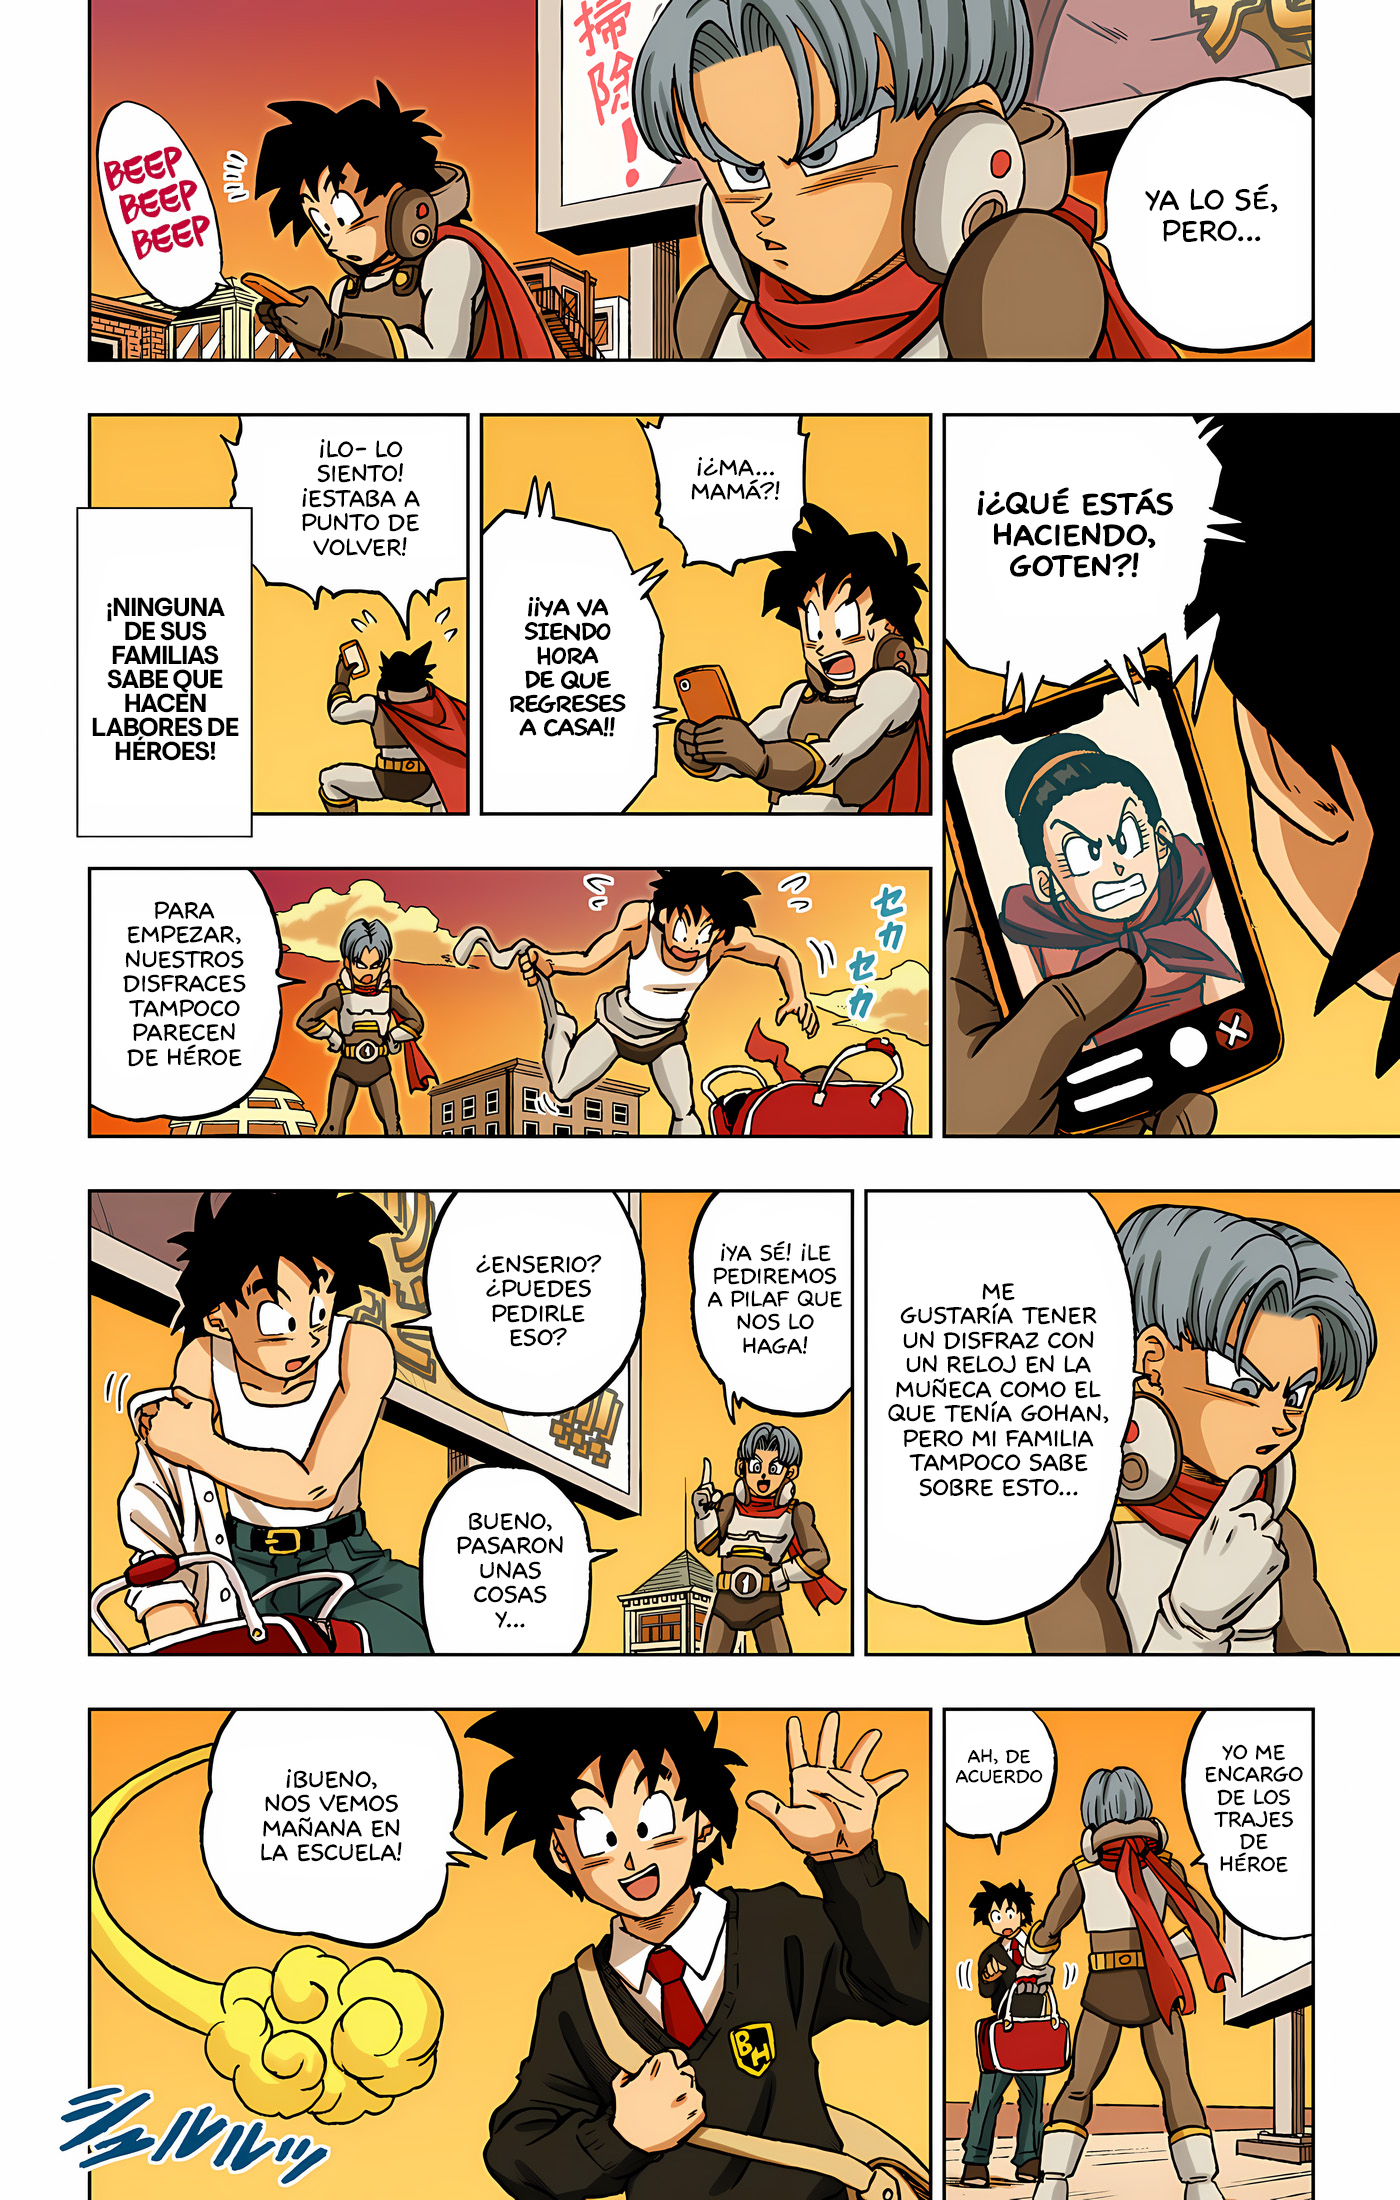 掃
除
!
YA LO SÉ,
PERO...
BEEP
BEEP
BEEP
¡¿QUÉ ESTÁS
HACIENDO,
GOTEN?!
¡¿MA...
MAMÁ?!
¡¡YA VA
SIENDO
HORA
DE QUE
REGRESES
A CASA!!
¡LO- LO
SIENTO!
¡ESTABA A
PUNTO DE
VOLVER!
¡NINGUNA
DE SUS
FAMILIAS
SABE QUE
HACEN
LABORES DE
HÉROES!
セカ
セカ
PARA
EMPEZAR,
NUESTROS
DISFRACES
TAMPOCO
PARECEN
DE HÉROE
1
ME
GUSTARÍA TENER
UN DISFRAZ CON
UN RELOJ EN LA
MUÑECA COMO EL
QUE TENÍA GOHAN,
PERO MI FAMILIA
TAMPOCO SABE
SOBRE ESTO...
¡YA SÉ! ¡LE
PEDIREMOS
A PILAF QUE
NOS LO
HAGA!
1
¿ENSERIO?
¿PUEDES
PEDIRLE
ESO?
BUENO,
PASARON
UNAS
COSAS
Y...
YO ME
ENCARGO
DE LOS
TRAJES
DE
HÉROE
AH, DE
ACUERDO
¡BUENO,
NOS VEMOS
MAÑANA EN
LA ESCUELA!
BH
シュルルルッ